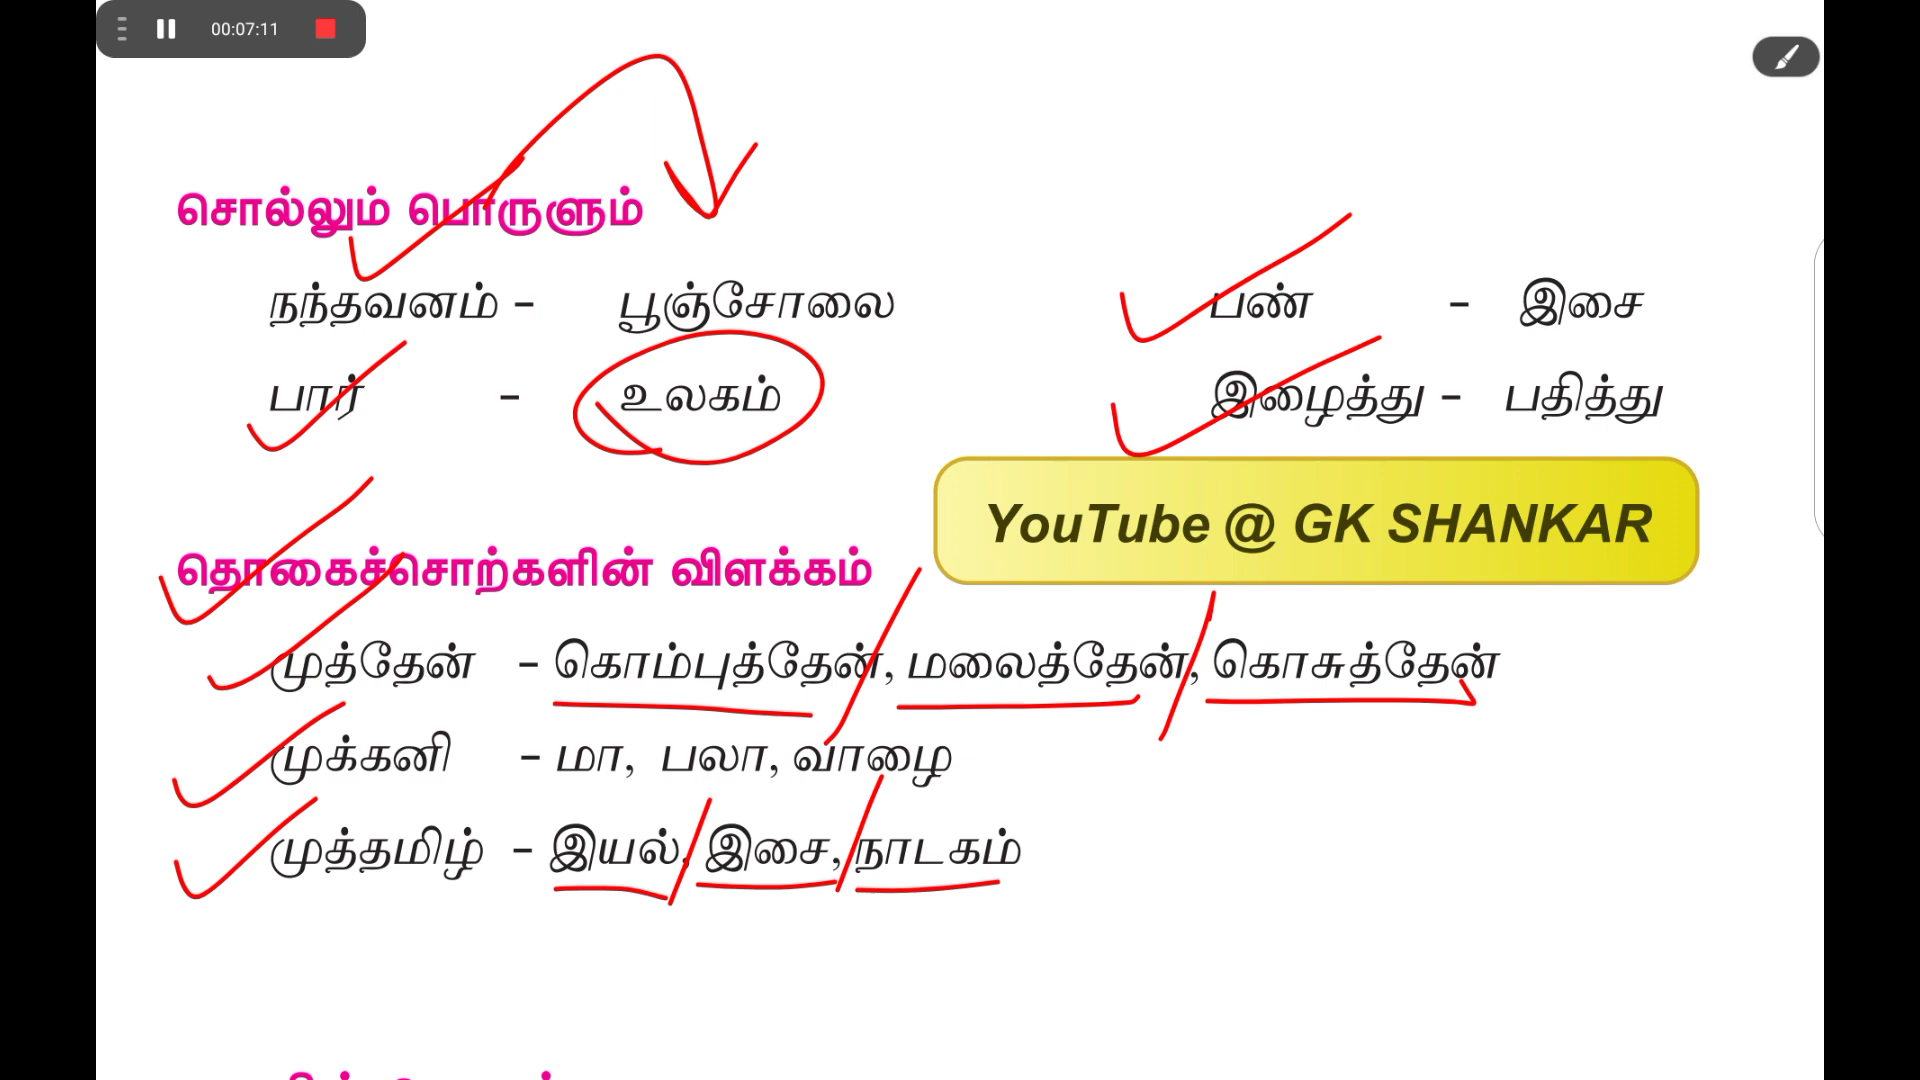 00:07:11
சொல்லும் பொருளும்
நந்தவனம் – பூஞ்சோலை பண் – இசை
பார் – உலகம் இழைத்து – பதித்து
YouTube @ GK SHANKAR
தொகைச்சொற்களின் விளக்கம்
முத்தேன் – கொம்புத்தேன், மலைத்தேன், கொசுத்தேன்
முக்கனி – மா, பலா, வாழை
முத்தமிழ் – இயல், இசை, நாடகம்